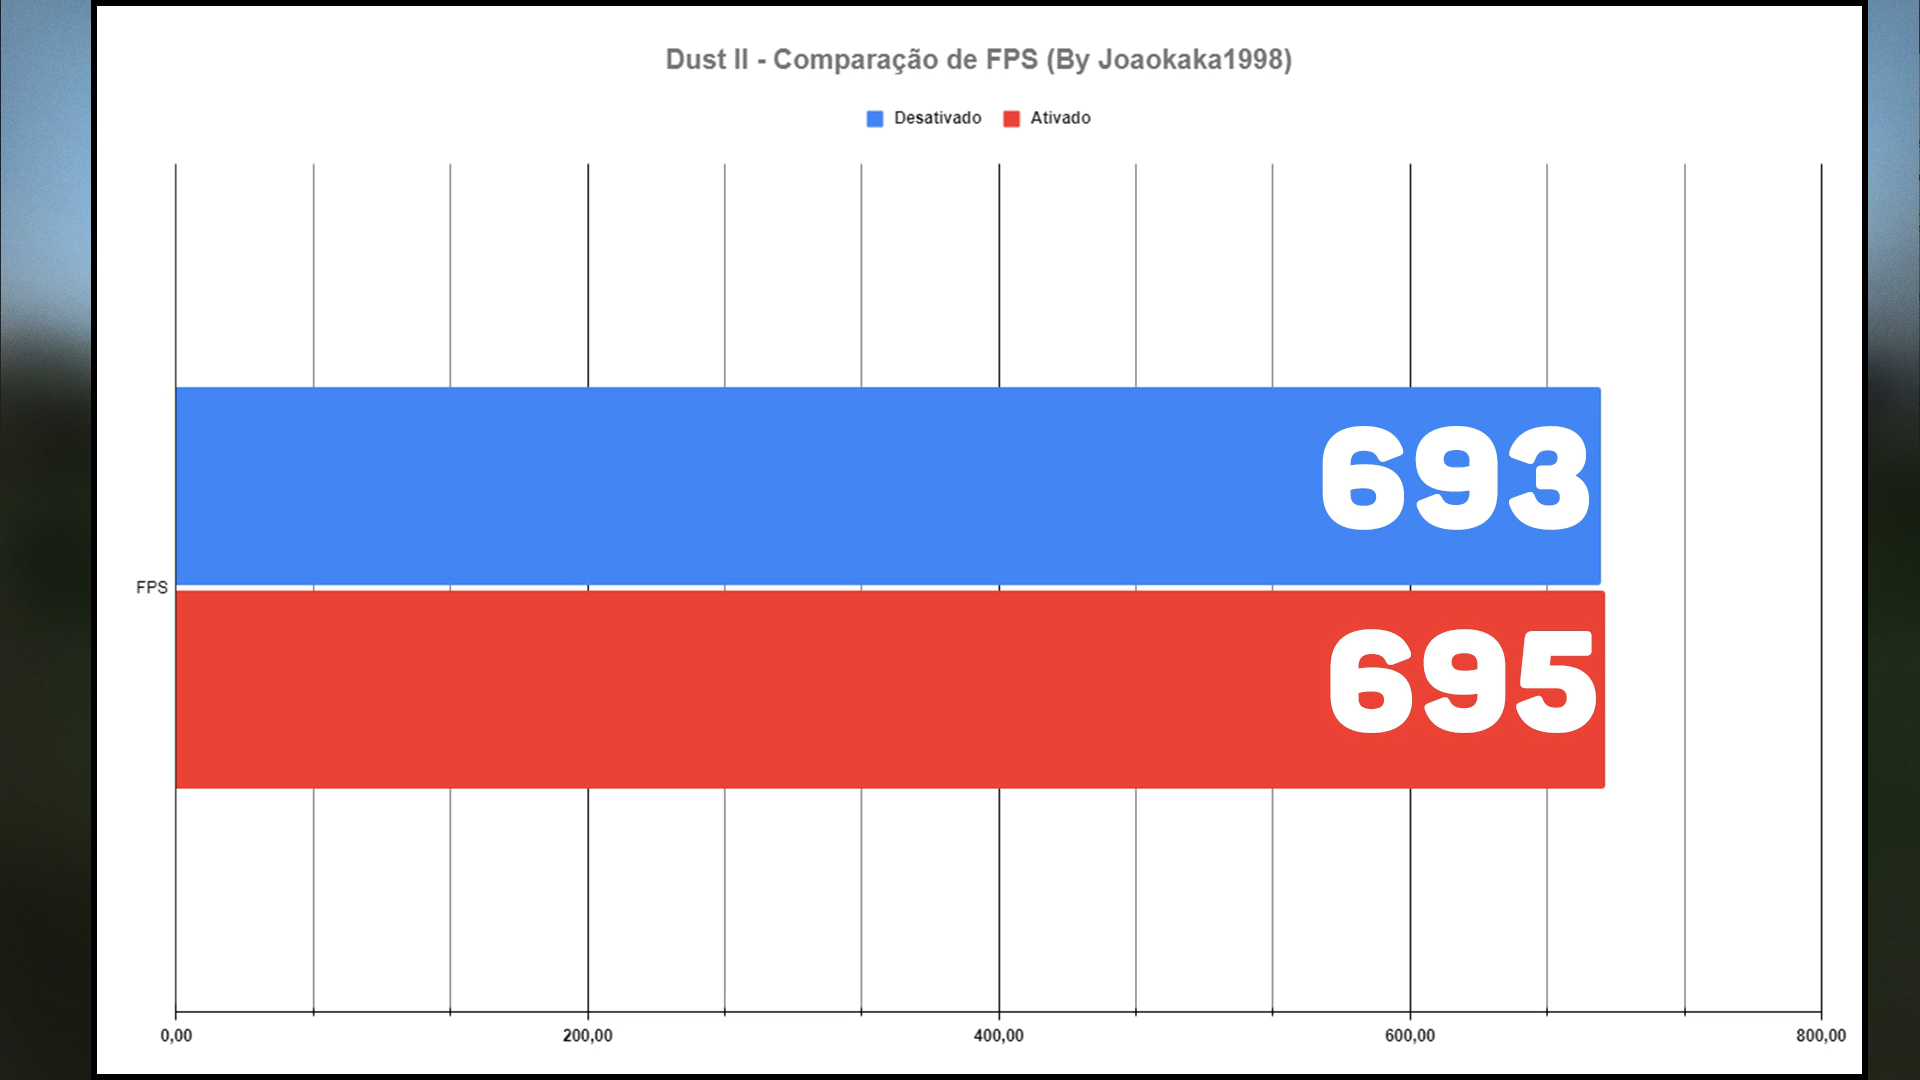 Dust II - Comparação de FPS (By Joaokaka1998)
Desativado Ativado
693
FPS
695
0,00 200,00 400,00 600,00 800,00